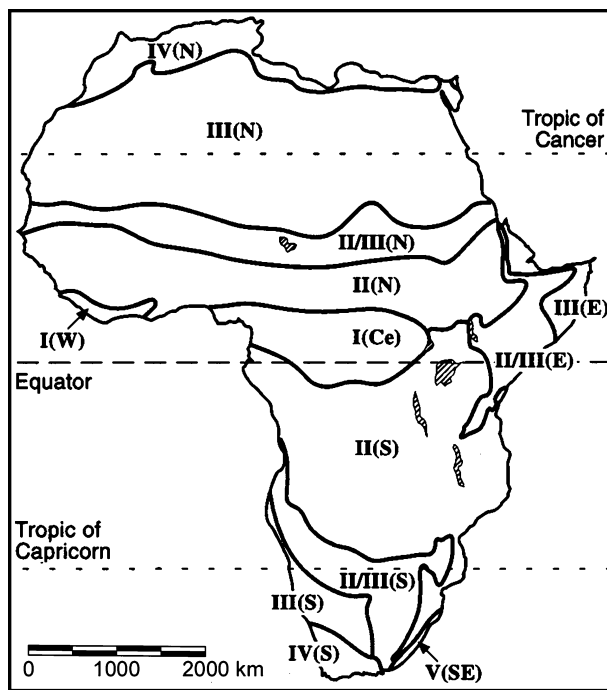 IV(N)
III(N)
Tropic of
Cancer
II/III(N)
II(N)
III(E)
I(W)
I(Ce)
II/III(E)
Equator
II(S)
Tropic of
Capricorn
II/III(S)
III(S)
IV(S)
V(SE)
0 1000 2000 km